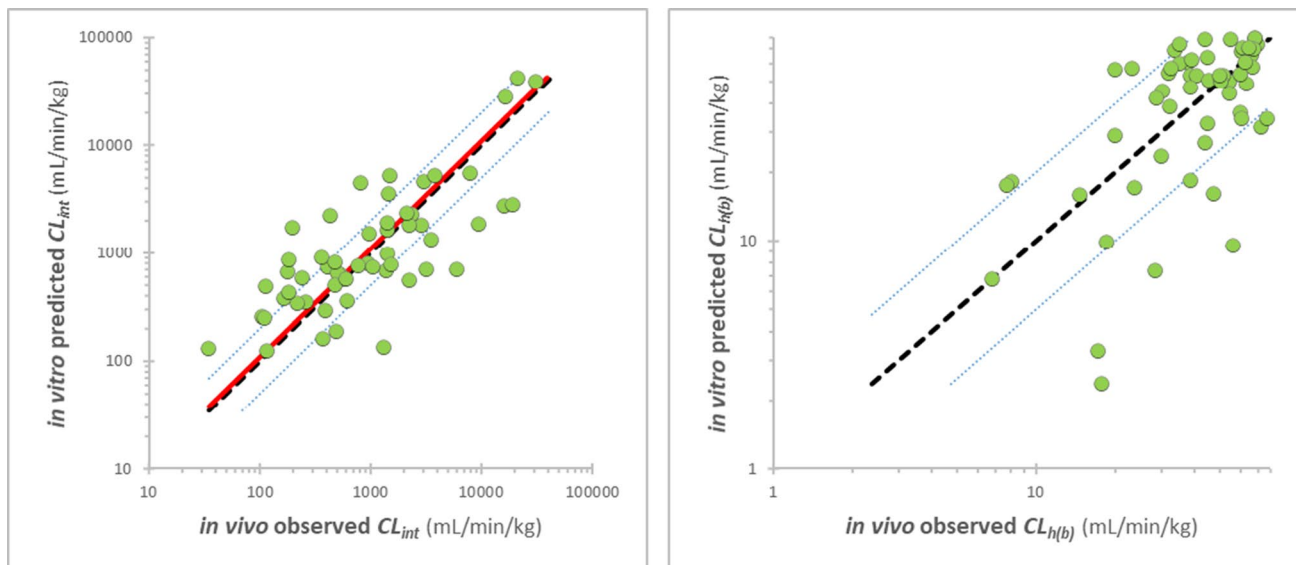 100000
10000
1000
100
10
in vitro predicted CLint (mL/min/kg)
10 100 1000 10000 100000
in vivo observed CLint (mL/min/kg)
10
1
in vitro predicted CLh(b) (mL/min/kg)
1 10
in vivo observed CLh(b) (mL/min/kg)